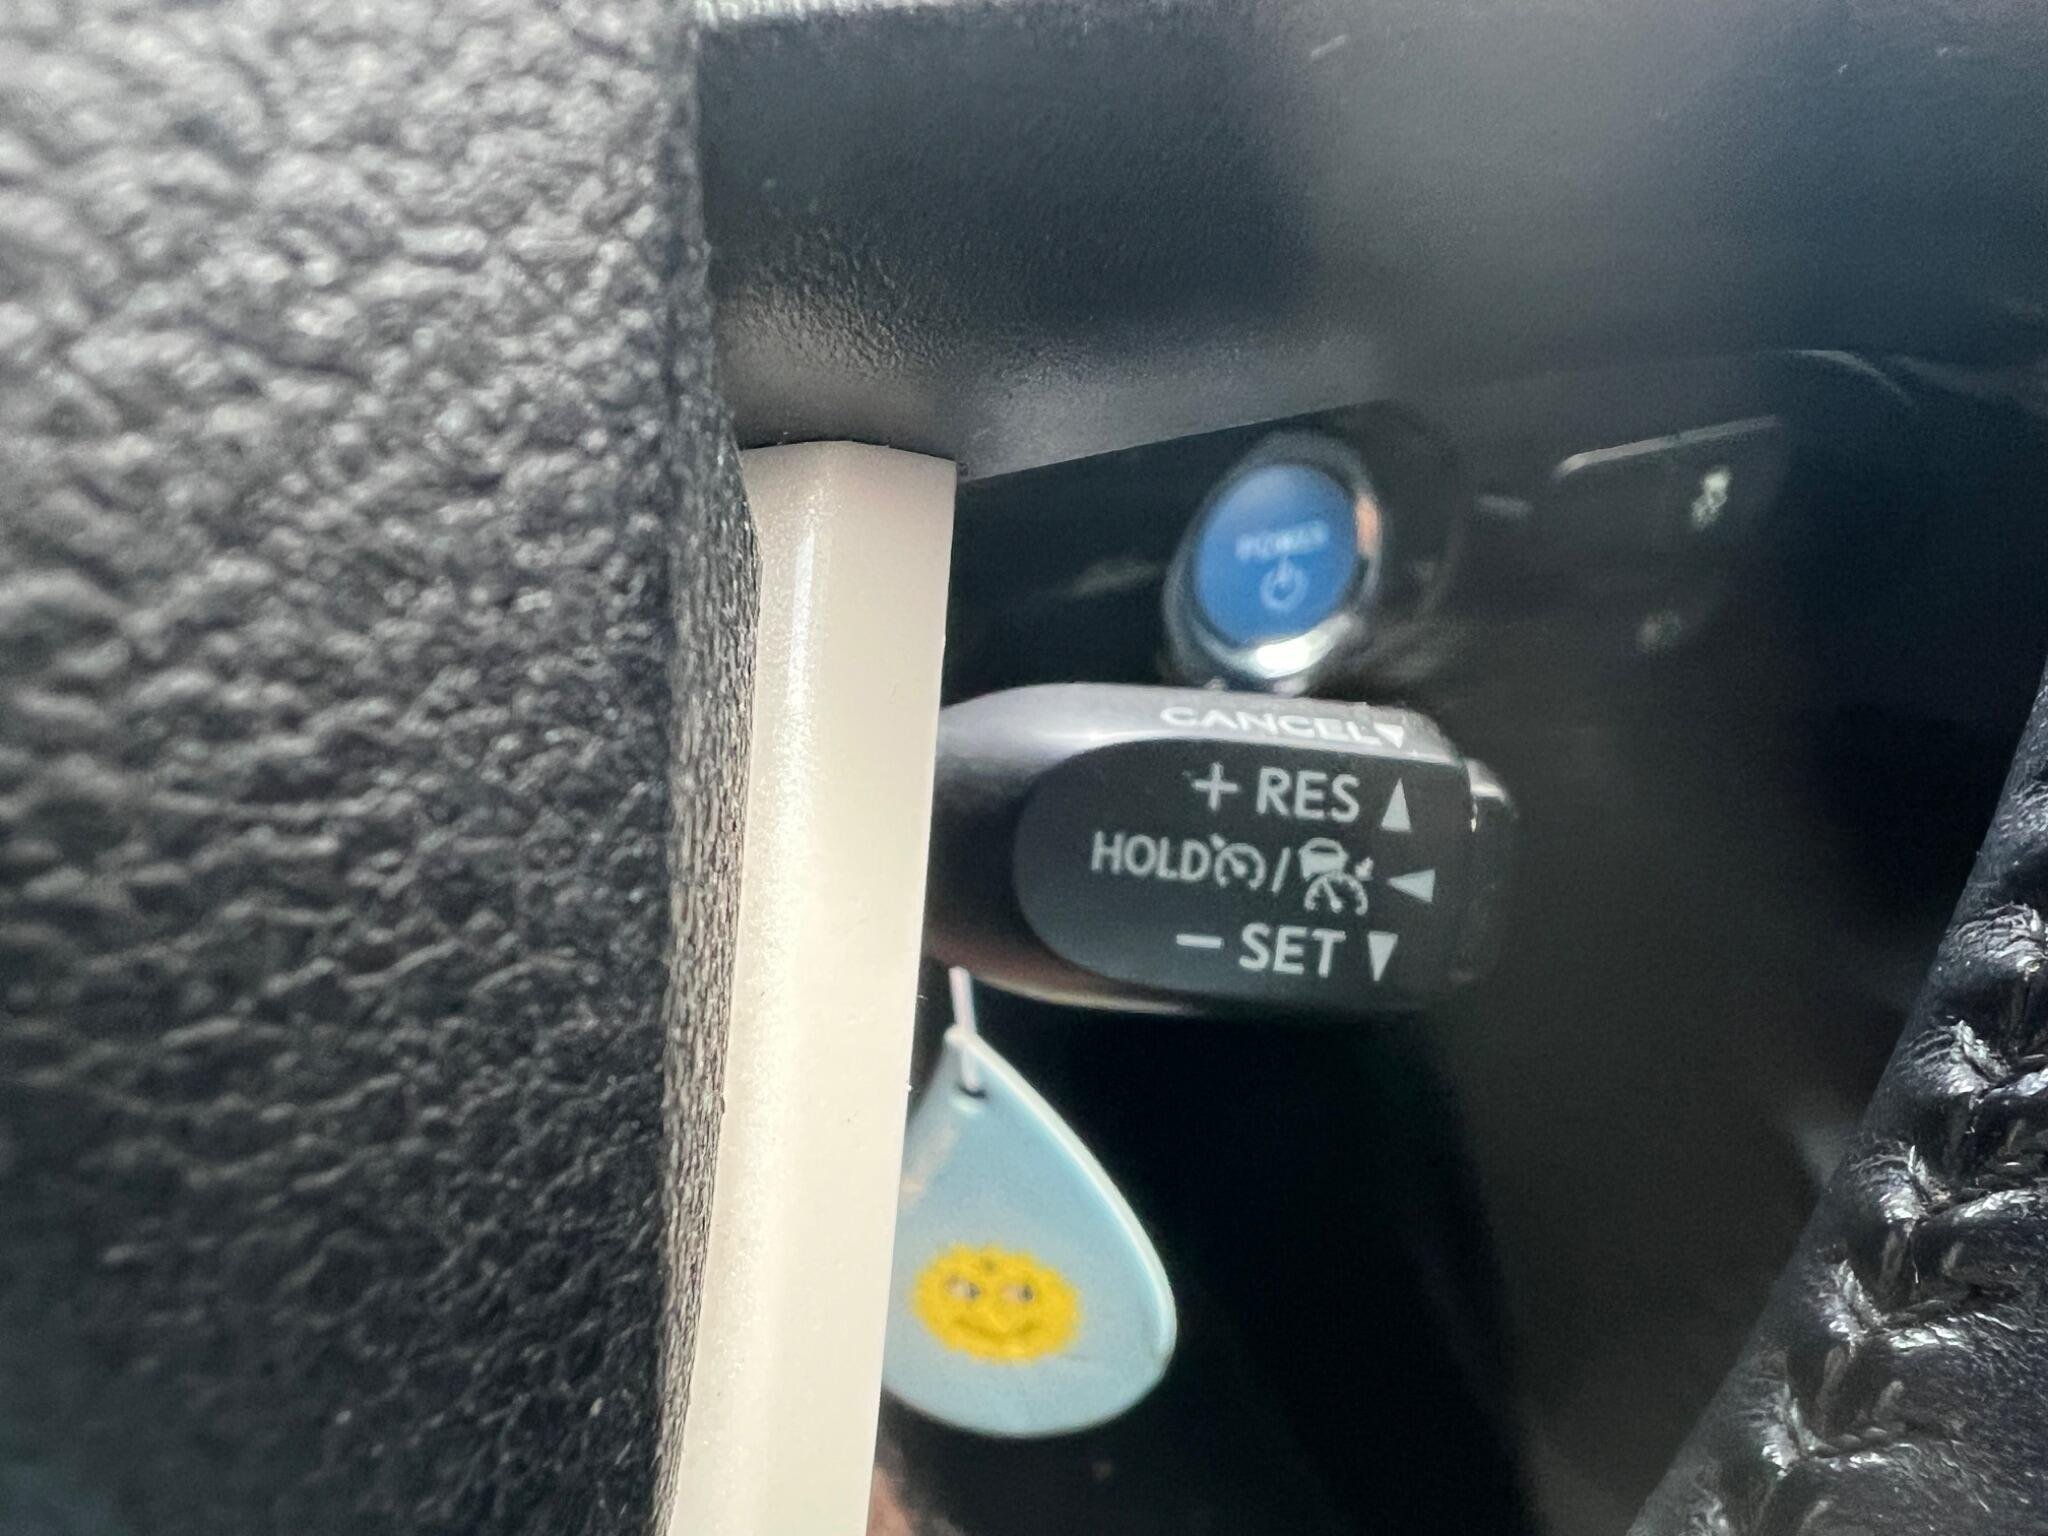 POWER
CANCEL▼
+ RES ▲
HOLD / ◀
− SET ▼